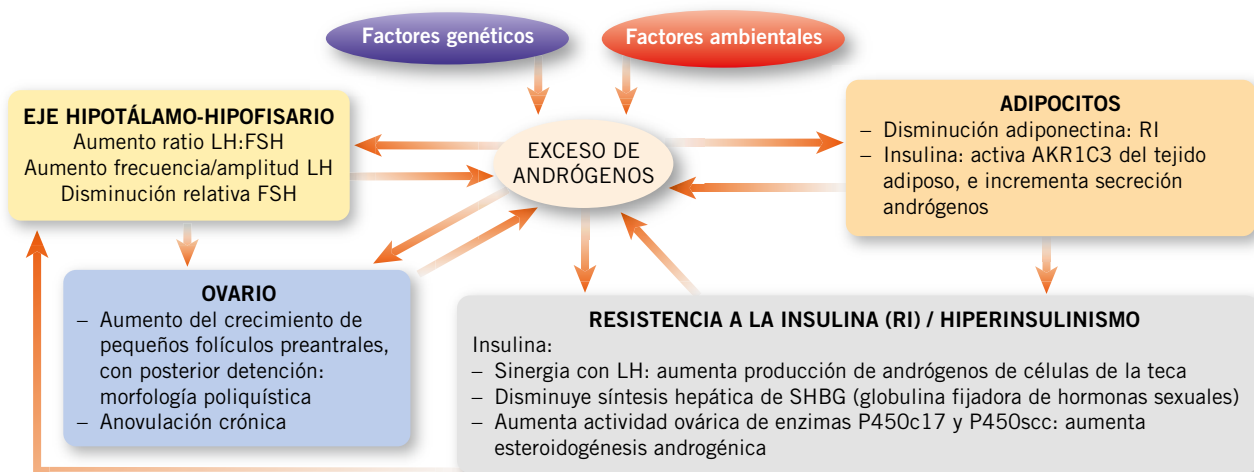 Factores genéticos
Factores ambientales
EJE HIPOTÁLAMO-HIPOFISARIO
Aumento ratio LH:FSH
Aumento frecuencia/amplitud LH
Disminución relativa FSH
EXCESO DE
ANDRÓGENOS
ADIPOCITOS
– Disminución adiponectina: RI
– Insulina: activa AKR1C3 del tejido
adiposo, e incrementa secreción
andrógenos
OVARIO
– Aumento del crecimiento de
pequeños folículos preantrales,
con posterior detención:
morfología poliquística
– Anovulación crónica
RESISTENCIA A LA INSULINA (RI) / HIPERINSULINISMO
Insulina:
– Sinergia con LH: aumenta producción de andrógenos de células de la teca
– Disminuye síntesis hepática de SHBG (globulina fijadora de hormonas sexuales)
– Aumenta actividad ovárica de enzimas P450c17 y P450scc: aumenta
esteroidogénesis androgénica